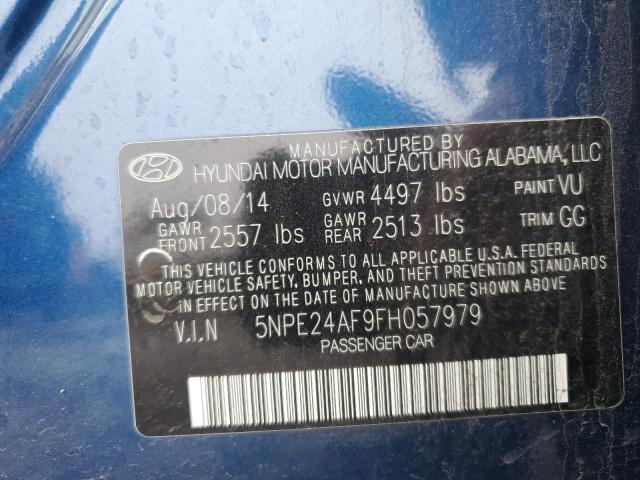 MANUFACTURED BY
HYUNDAI MOTOR MANUFACTURING ALABAMA, LLC
Aug/08/14 GVWR 4497 lbs PAINT VU
GAWR FRONT 2557 lbs GAWR REAR 2513 lbs TRIM GG
THIS VEHICLE CONFORMS TO ALL APPLICABLE U.S.A. FEDERAL
MOTOR VEHICLE SAFETY, BUMPER, AND THEFT PREVENTION STANDARDS
IN EFFECT ON THE DATE OF MANUFACTURE SHOWN ABOVE
V.I.N 5NPE24AF9FH057979
PASSENGER CAR